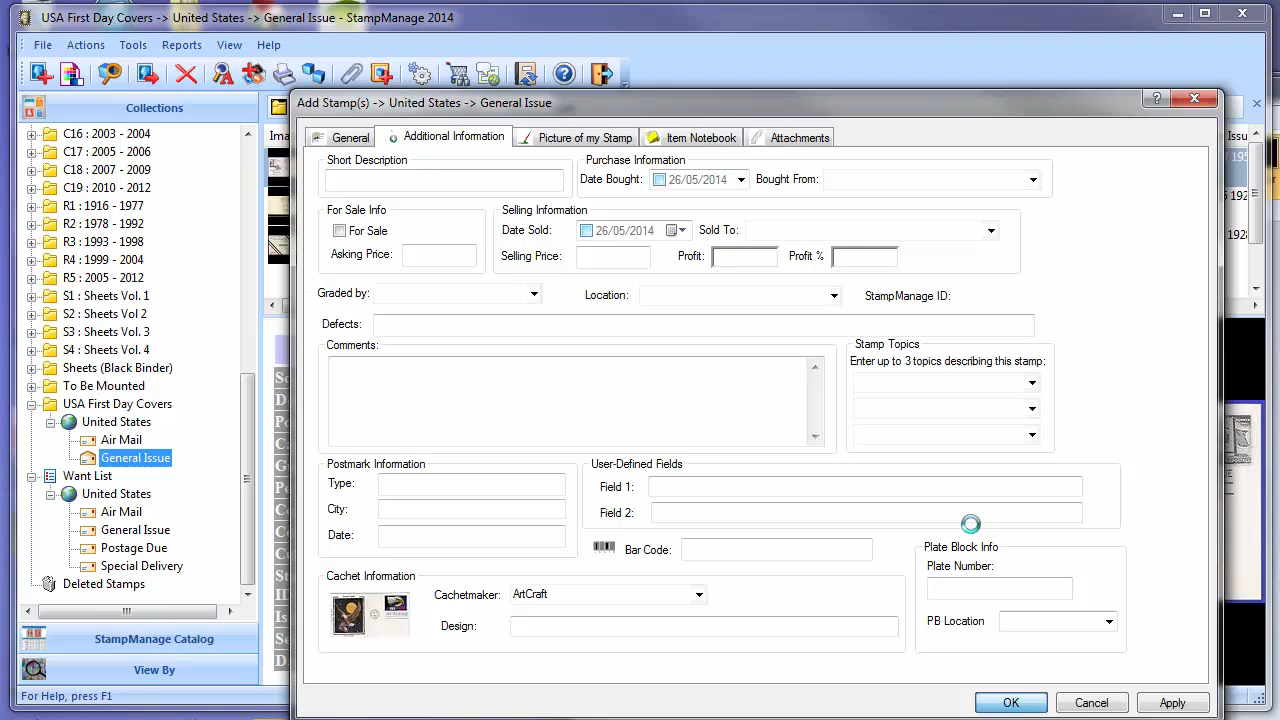 USA First Day Covers -> United States -> General Issue - StampManage 2014
File Actions Tools Reports View Help
Collections
C16 : 2003 - 2004
C17 : 2005 - 2006
C18 : 2007 - 2009
C19 : 2010 - 2012
R1 : 1916 - 1977
R2 : 1978 - 1992
R3 : 1993 - 1998
R4 : 1999 - 2004
R5 : 2005 - 2012
S1 : Sheets Vol. 1
S2 : Sheets Vol 2
S3 : Sheets Vol. 3
S4 : Sheets Vol. 4
Sheets (Black Binder)
To Be Mounted
USA First Day Covers
United States
Air Mail
General Issue
Want List
United States
Air Mail
General Issue
Postage Due
Special Delivery
Deleted Stamps
StampManage Catalog
View By
For Help, press F1
Add Stamp(s) -> United States -> General Issue
General Additional Information Picture of my Stamp Item Notebook Attachments
Short Description Purchase Information
Date Bought: 26/05/2014 Bought From:
For Sale Info Selling Information
For Sale Date Sold: 26/05/2014 Sold To:
Asking Price: Selling Price: Profit: Profit %
Graded by: Location: StampManage ID:
Defects:
Comments: Stamp Topics
Enter up to 3 topics describing this stamp:
Postmark Information User-Defined Fields
Type: Field 1:
City: Field 2:
Date: Bar Code: Plate Block Info
Plate Number:
Cachet Information
Cachetmaker: ArtCraft
Design: PB Location
OK Cancel Apply